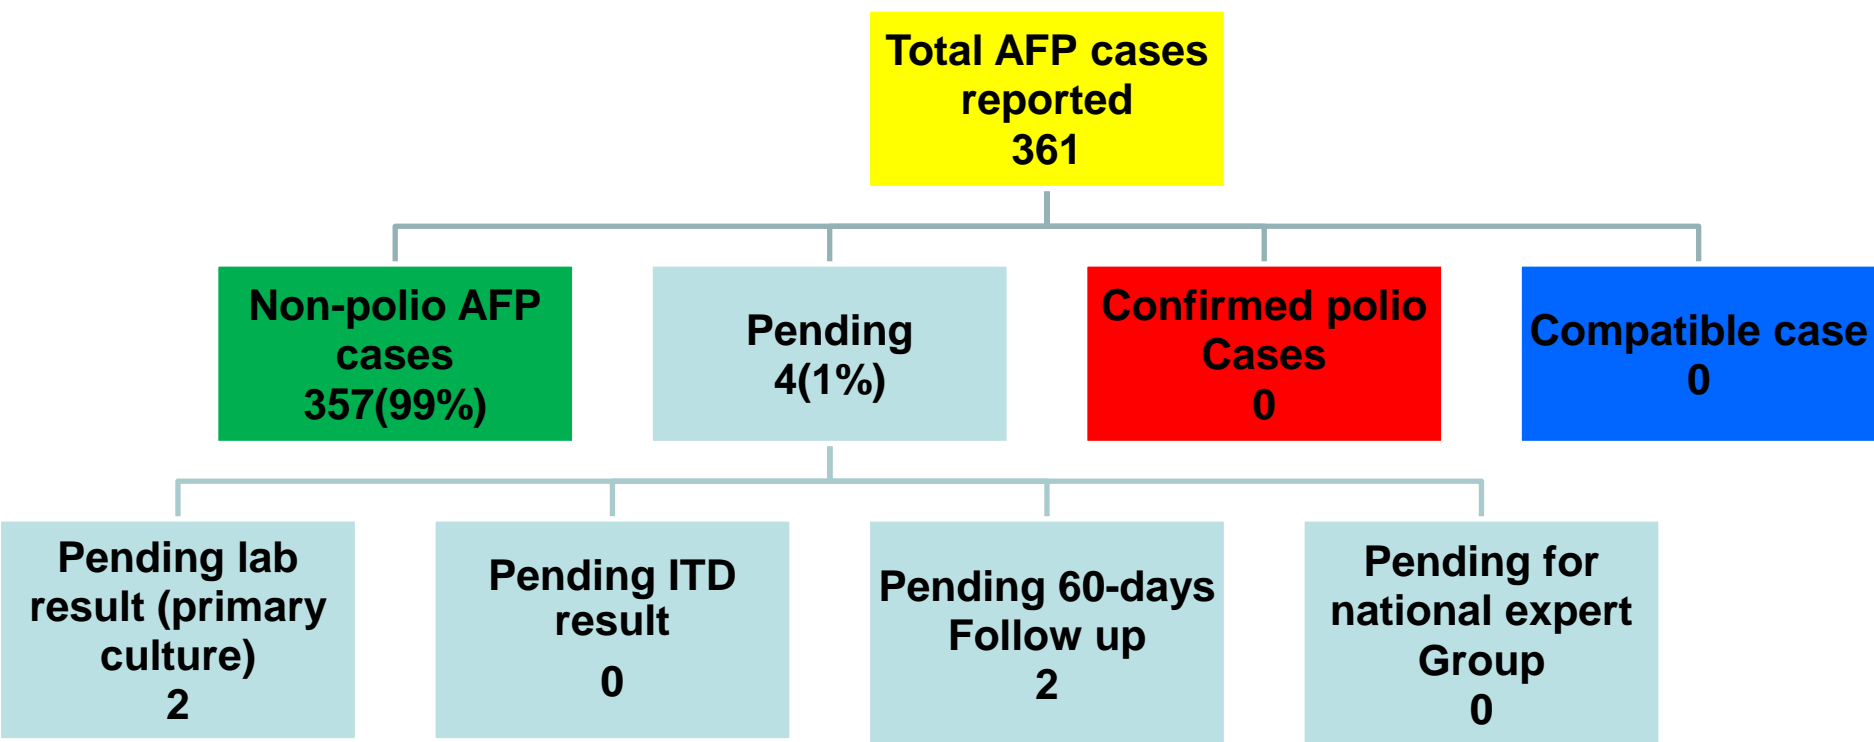 Total AFP cases
reported
361
Non-polio AFP
cases
357(99%)
Pending
4(1%)
Confirmed polio
Cases
0
Compatible case
0
Pending lab
result (primary
culture)
2
Pending ITD
result
0
Pending 60-days
Follow up
2
Pending for
national expert
Group
0